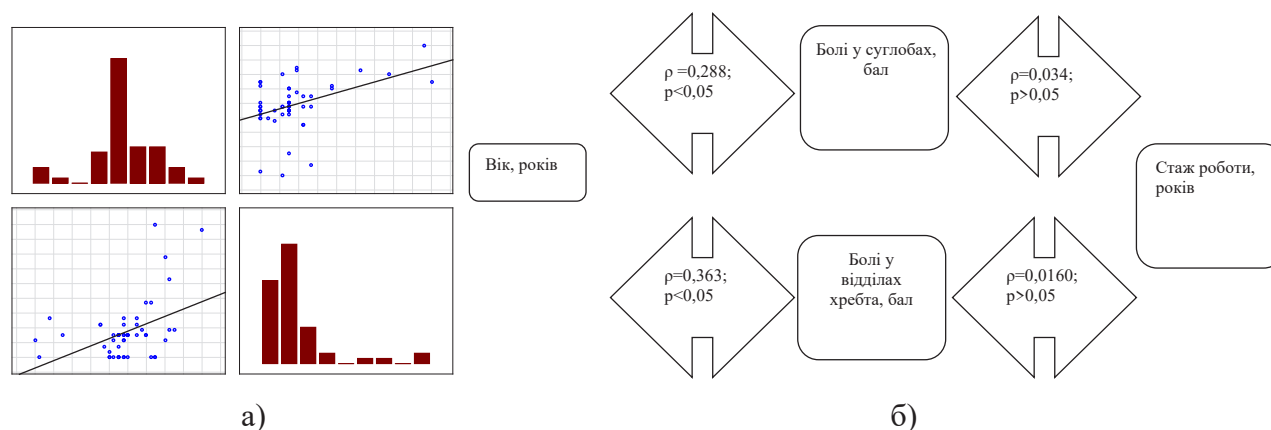 Вік, років
ρ =0,288;
p<0,05
Болі у суглобах,
бал
ρ=0,034;
p>0,05
Стаж роботи,
років
ρ=0,363;
p<0,05
Болі у
відділах
хребта, бал
ρ=0,0160;
p>0,05
а)
б)